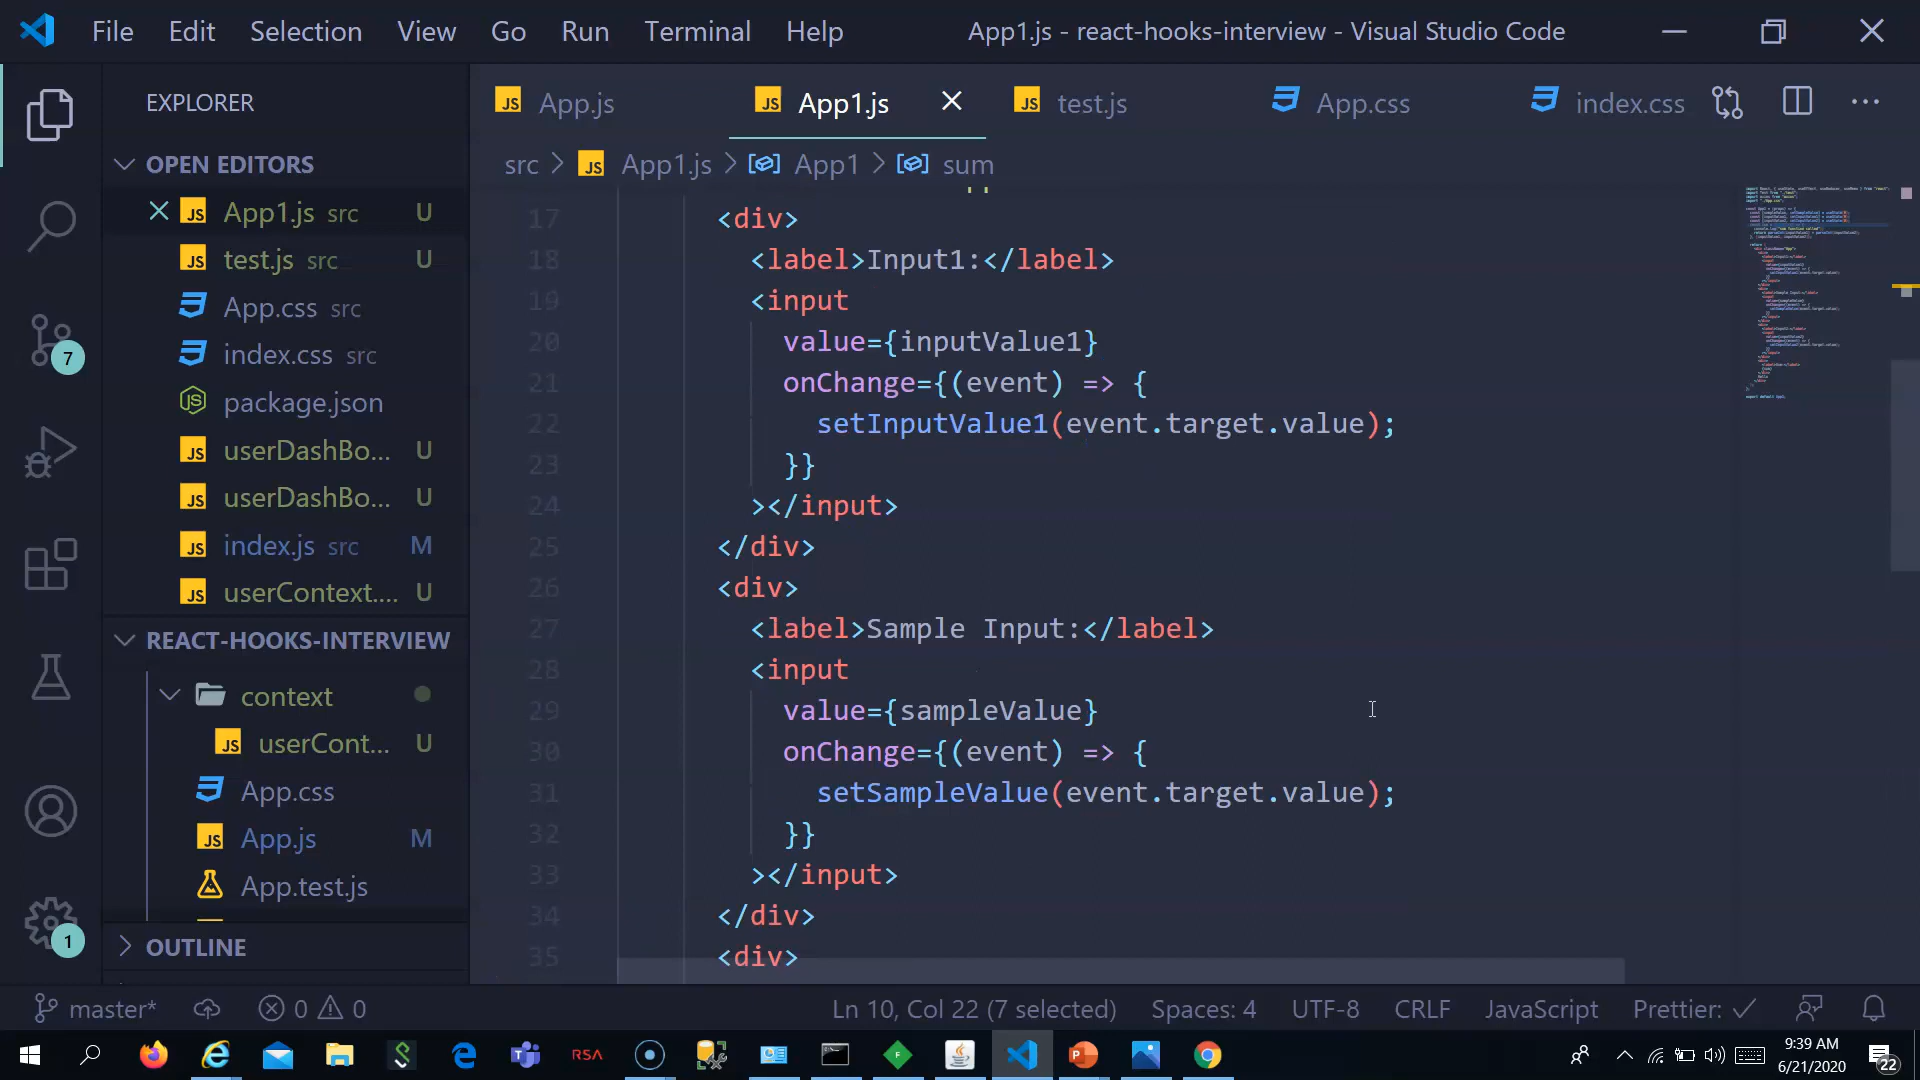 File Edit Selection View Go Run Terminal Help App1.js - react-hooks-interview - Visual Studio Code
EXPLORER
OPEN EDITORS
App1.js src U
test.js src U
App.css src
index.css src
package.json
userDashBo... U
userDashBo... U
index.js src M
userContext.... U
REACT-HOOKS-INTERVIEW
context
userCont... U
App.css
App.js M
App.test.js
OUTLINE
7
1
App.js App1.js test.js App.css index.css
src > App1.js > App1 > sum
17 <div>
18 <label>Input1:</label>
19 <input
20 value={inputValue1}
21 onChange={(event) => {
22 setInputValue1(event.target.value);
23 }}
24 ></input>
25 </div>
26 <div>
27 <label>Sample Input:</label>
28 <input
29 value={sampleValue}
30 onChange={(event) => {
31 setSampleValue(event.target.value);
32 }}
33 ></input>
34 </div>
35 <div>
master* 0 0 Ln 10, Col 22 (7 selected) Spaces: 4 UTF-8 CRLF JavaScript Prettier: ✓
RSA
9:39 AM
6/21/2020
22